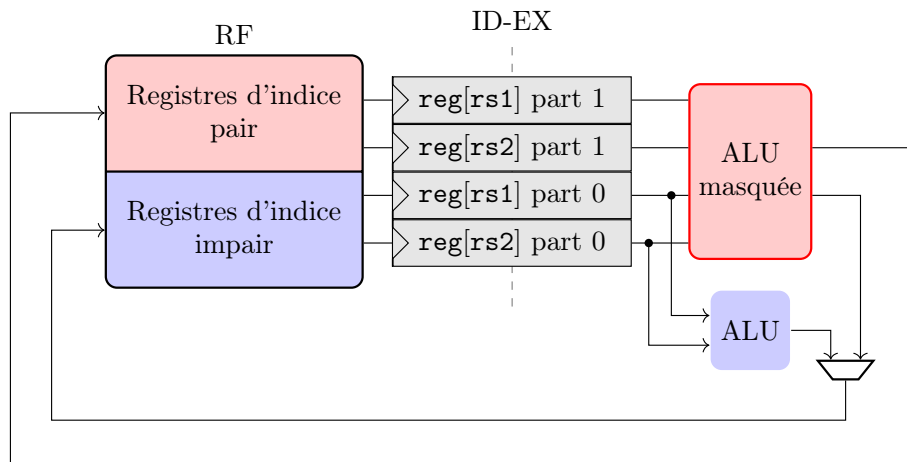 RF
ID-EX
Registres d'indice
pair
Registres d'indice
impair
reg[rs1] part 1
reg[rs2] part 1
reg[rs1] part 0
reg[rs2] part 0
ALU
masquée
ALU